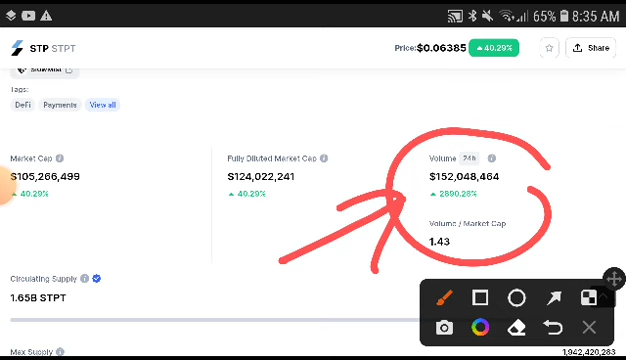 65% 8:35 AM
STP STPT Price:$0.06385 40.29% Share
SlowMist
Tags:
DeFi Payments View all
Market Cap Fully Diluted Market Cap Volume 24h
$105,266,499 $124,022,241 $152,048,464
40.29% 40.29% 2890.26%
Volume / Market Cap
1.43
Circulating Supply
1.65B STPT
Max Supply 1,942,420,283